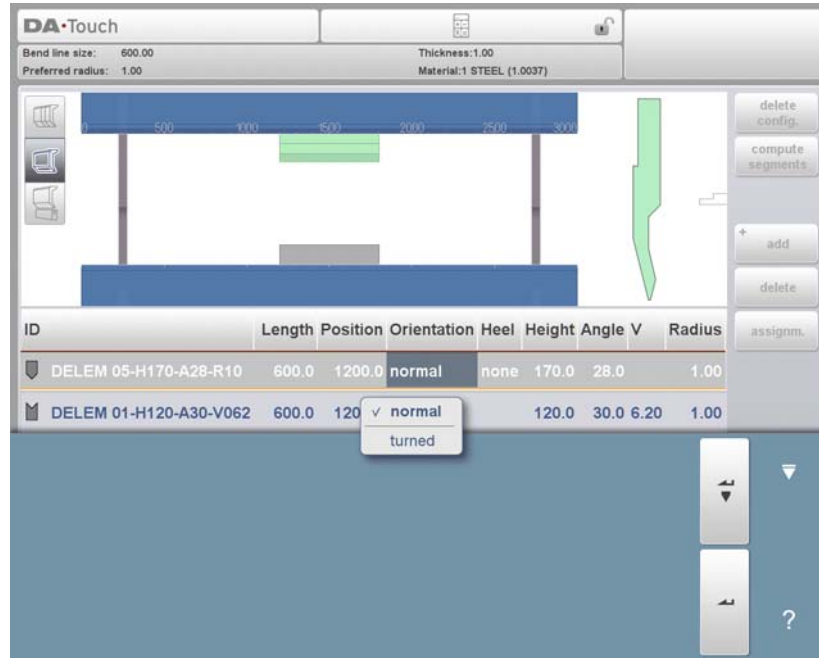 DA·Touch
Bend line size: 600.00
Thickness:1.00
Preferred radius: 1.00
Material:1 STEEL (1.0037)
0 500 1000 1500 2000 2500 3000
delete config.
compute segments
+ add
delete
assignm.
ID Length Position Orientation Heel Height Angle V Radius
DELEM 05-H170-A28-R10 600.0 1200.0 normal none 170.0 28.0 1.00
DELEM 01-H120-A30-V062 600.0 120 120.0 30.0 6.20 1.00
✓ normal
turned
?